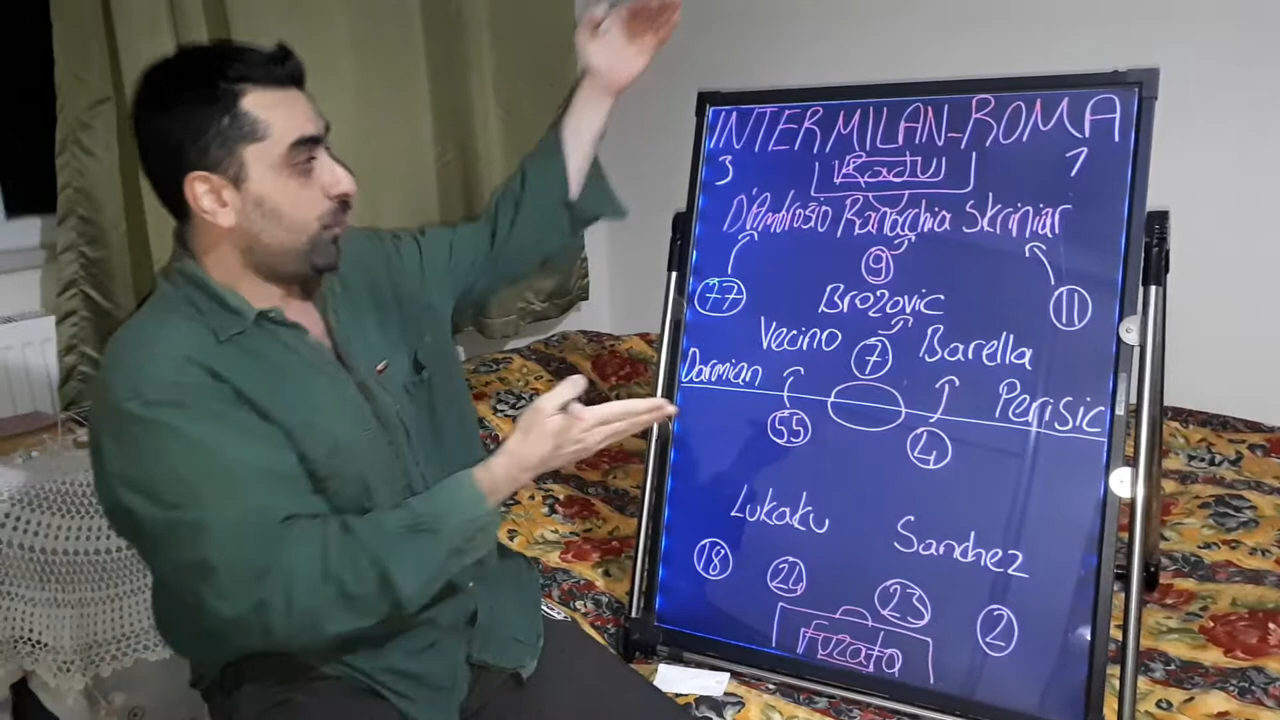 INTER MILAN-ROMA
3 1
Radu
D'Ambrosio Ranacchia Skriniar
9
77 11
Brozovic
Vecino 7 Barella
Darmian Perisic
55 4
Lukaku Sanchez
18 24 23 2
Fuzato